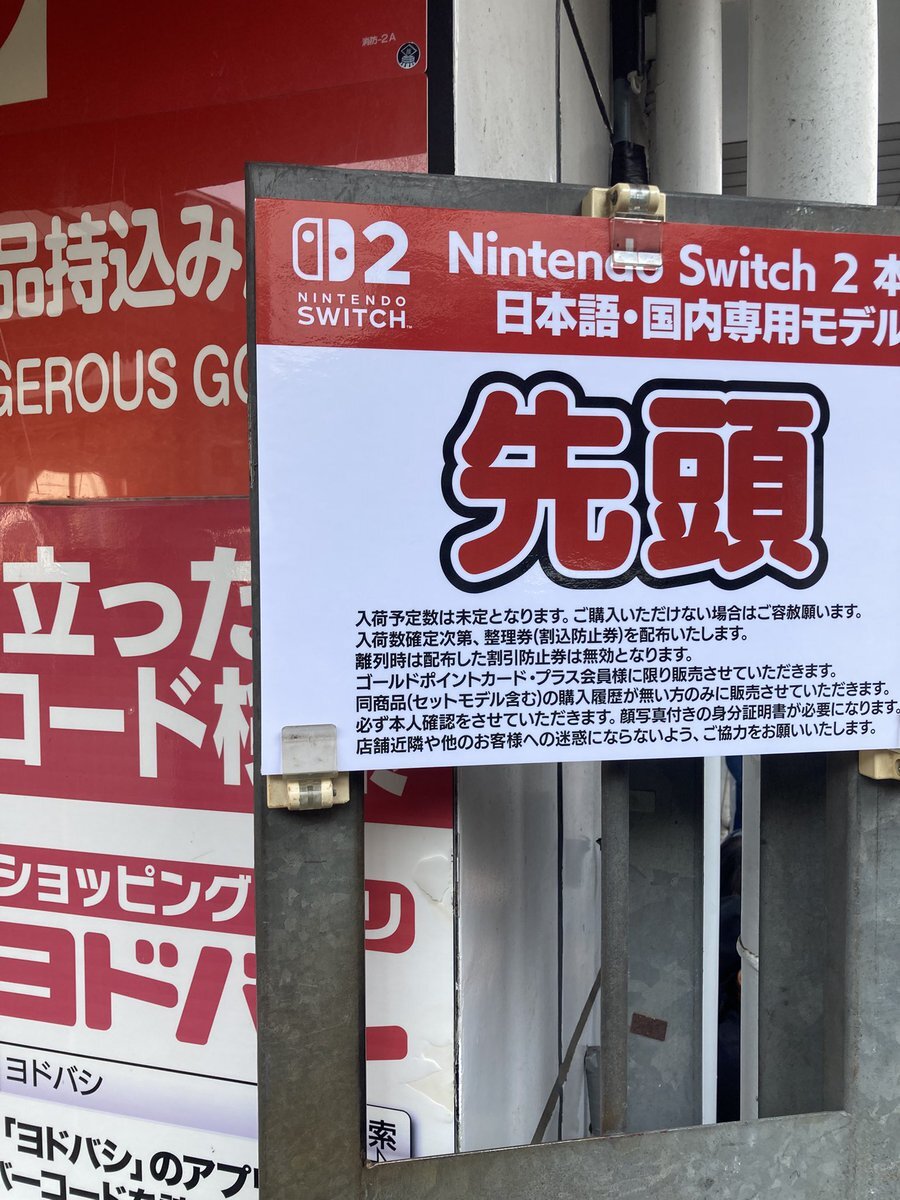 消防-2A
品持込み
GEROUS GO
立った
コード
ショッピング
ヨドバ
ヨドバシ
「ヨドバシ」のアプリ
バーコードを
索
2
NINTENDO
SWITCH
Nintendo Switch 2 本
日本語・国内専用モデル
先頭
入荷予定数は未定となります。ご購入いただけない場合はご容赦願います。
入荷数確定次第、整理券(割込防止券)を配布いたします。
離列時は配布した割引防止券は無効となります。
ゴールドポイントカード・プラス会員様に限り販売させていただきます。
同商品(セットモデル含む)の購入履歴が無い方のみに販売させていただきます。
必ず本人確認をさせていただきます。顔写真付きの身分証明書が必要になります。
店舗近隣や他のお客様への迷惑にならないよう、ご協力をお願いいたします。